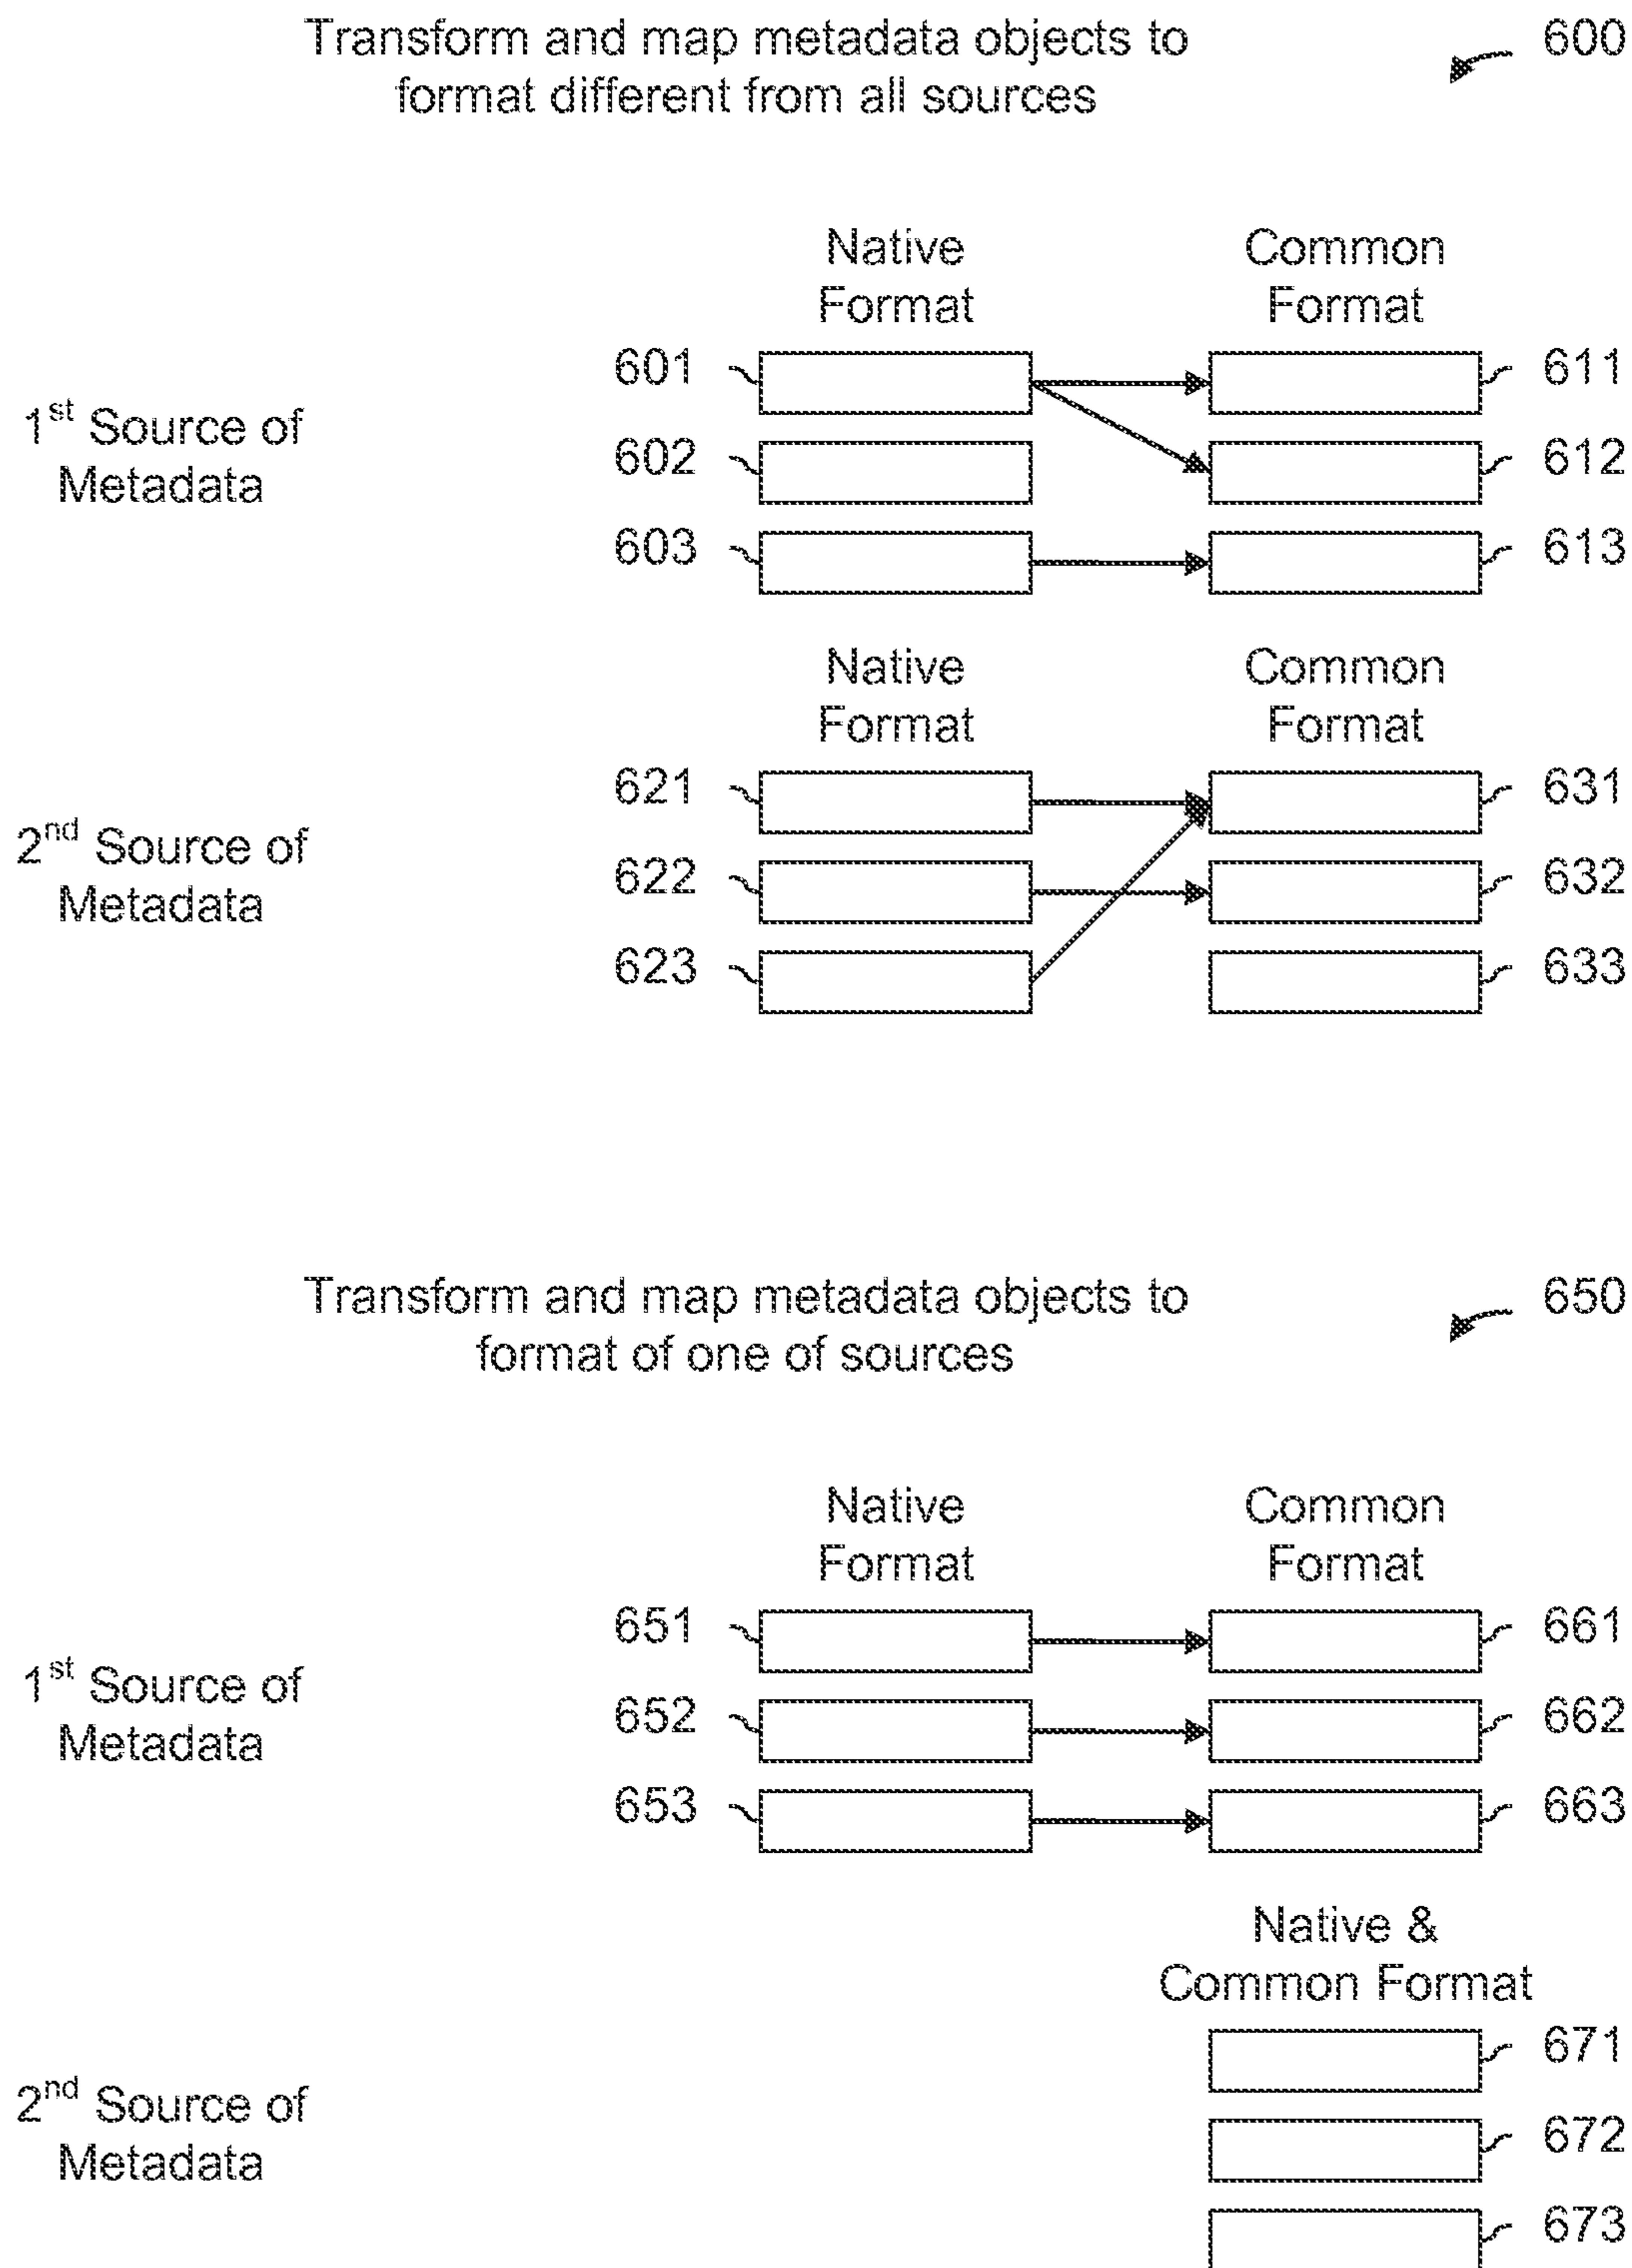 Transform and map metadata objects to
format different from all sources
600
Native
Format
Common
Format
1st Source of
Metadata
601
611
602
612
603
613
Native
Format
Common
Format
2nd Source of
Metadata
621
631
622
632
623
633
Transform and map metadata objects to
format of one of sources
650
Native
Format
Common
Format
1st Source of
Metadata
651
661
652
662
653
663
Native &
Common Format
2nd Source of
Metadata
671
672
673